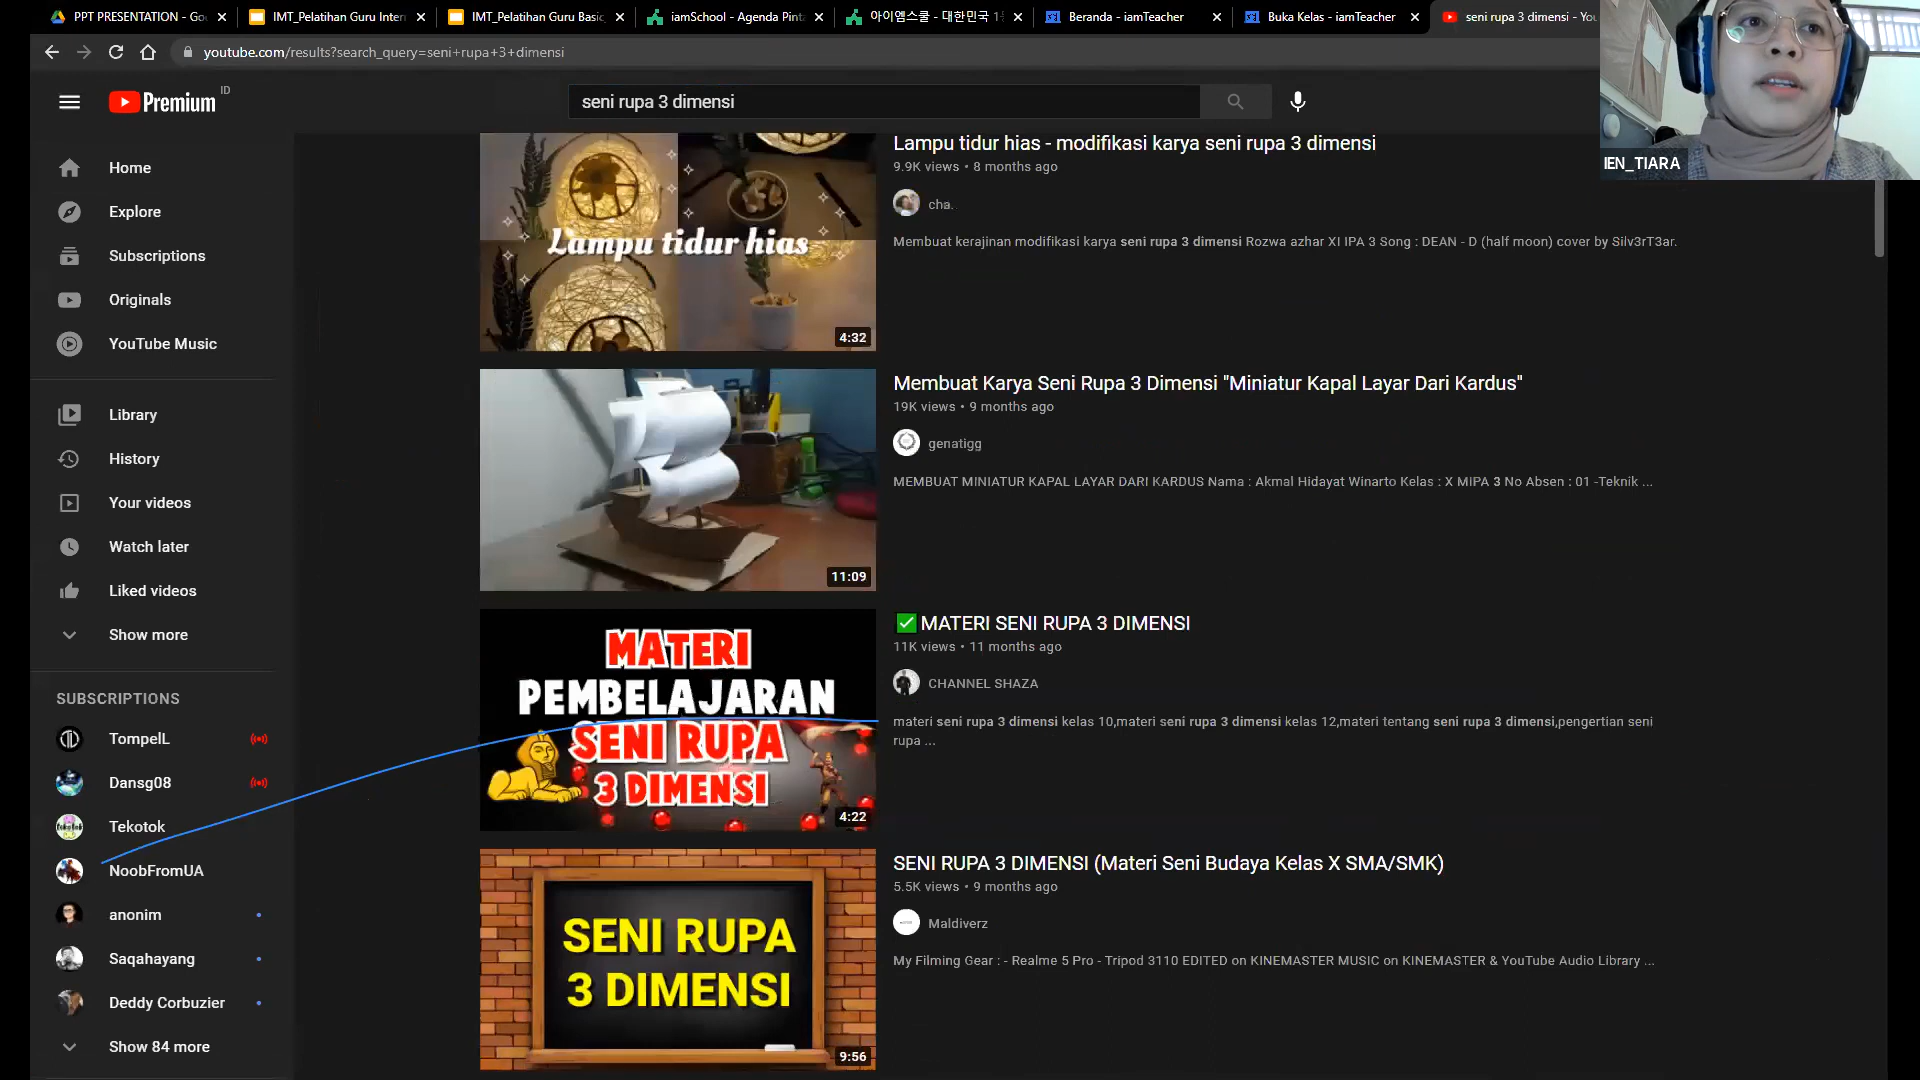 PPT PRESENTATION - Go
IMT_Pelatihan Guru Inter
IMT_Pelatihan Guru Basic
iamSchool - Agenda Pint
아이엠스쿨 - 대한민국 1
Beranda - iamTeacher
Buka Kelas - iamTeacher
seni rupa 3 dimensi - You
youtube.com/results?search_query=seni+rupa+3+dimensi
Premium ID
seni rupa 3 dimensi
IEN_TIARA
Home
Explore
Subscriptions
Originals
YouTube Music
Library
History
Your videos
Watch later
Liked videos
Show more
SUBSCRIPTIONS
TompelL
Dansg08
Tekotok
NoobFromUA
anonim
Saqahayang
Deddy Corbuzier
Show 84 more
Lampu tidur hias
4:32
Lampu tidur hias - modifikasi karya seni rupa 3 dimensi
9.9K views • 8 months ago
cha.
Membuat kerajinan modifikasi karya seni rupa 3 dimensi Rozwa azhar XI IPA 3 Song : DEAN - D (half moon) cover by Silv3rT3ar.
11:09
Membuat Karya Seni Rupa 3 Dimensi "Miniatur Kapal Layar Dari Kardus"
19K views • 9 months ago
genatigg
MEMBUAT MINIATUR KAPAL LAYAR DARI KARDUS Nama : Akmal Hidayat Winarto Kelas : X MIPA 3 No Absen : 01 -Teknik ...
MATERI
PEMBELAJARAN
SENI RUPA
3 DIMENSI
4:22
✅ MATERI SENI RUPA 3 DIMENSI
11K views • 11 months ago
CHANNEL SHAZA
materi seni rupa 3 dimensi kelas 10,materi seni rupa 3 dimensi kelas 12,materi tentang seni rupa 3 dimensi,pengertian seni
rupa ...
SENI RUPA
3 DIMENSI
9:56
SENI RUPA 3 DIMENSI (Materi Seni Budaya Kelas X SMA/SMK)
5.5K views • 9 months ago
Maldiverz
My Filming Gear : - Realme 5 Pro - Tripod 3110 EDITED on KINEMASTER MUSIC on KINEMASTER & YouTube Audio Library ...